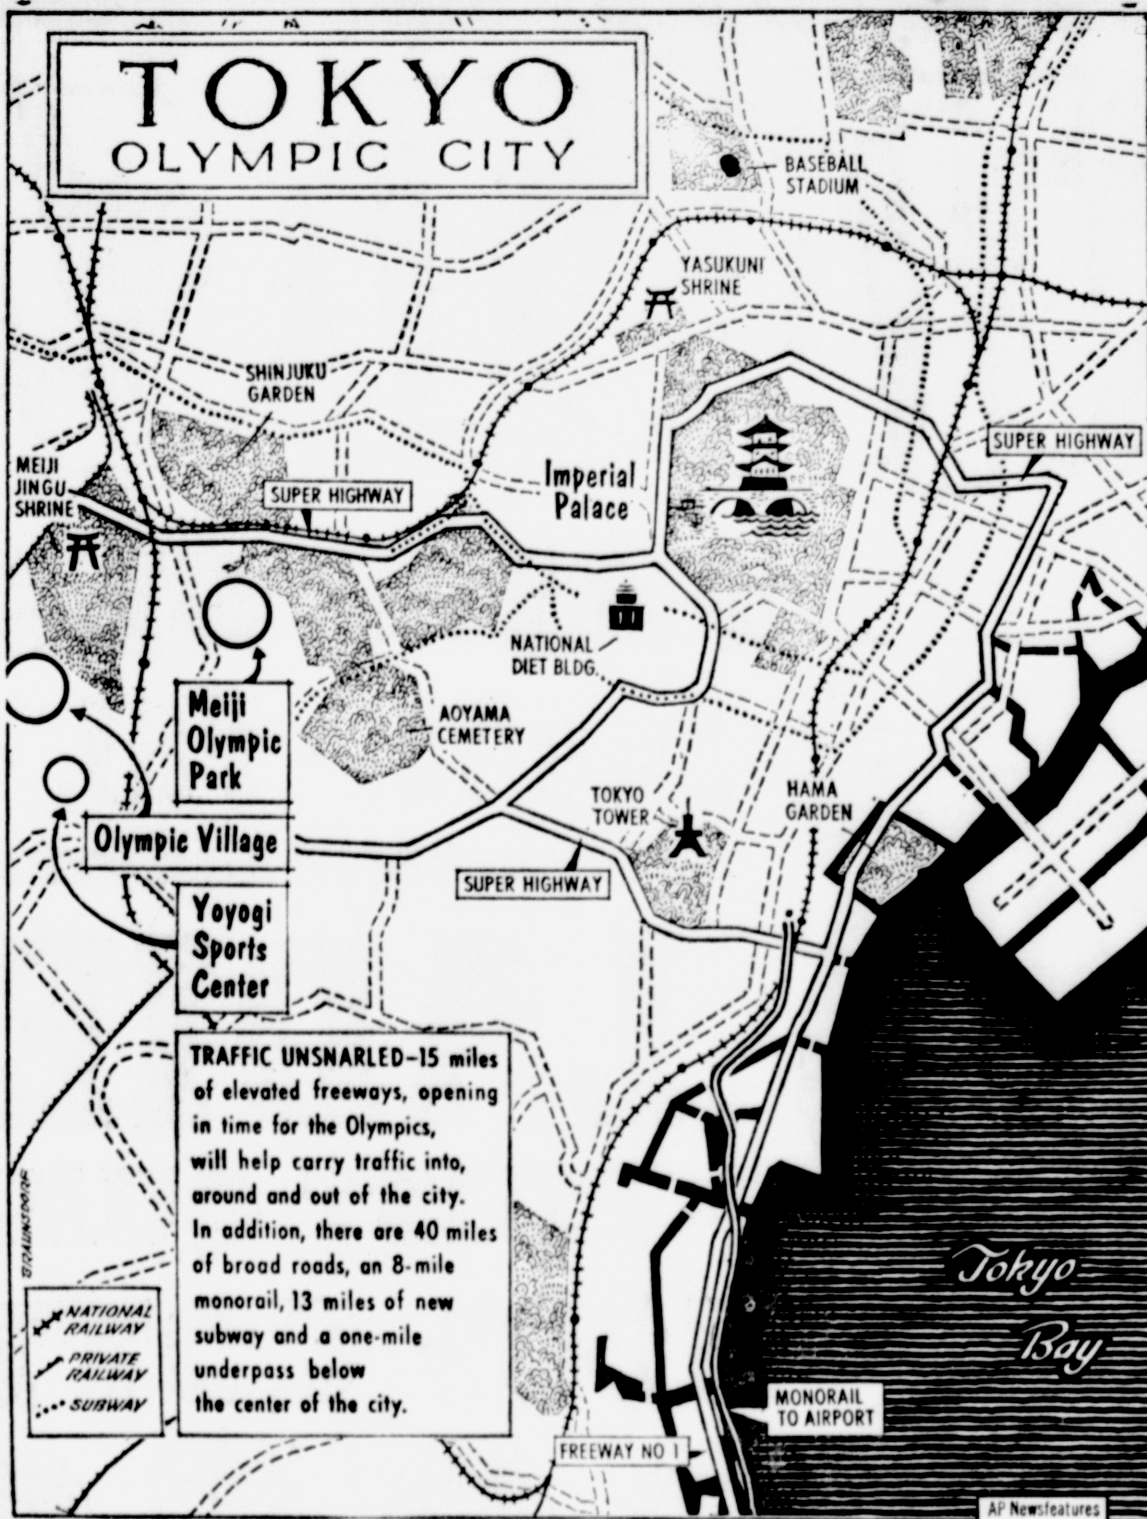 TOKYO
OLYMPIC CITY
BASEBALL
STADIUM
YASUKUNI
SHRINE
SHINJUKU
GARDEN
SUPER HIGHWAY
MEIJI
JINGU
SHRINE
SUPER HIGHWAY
Imperial
Palace
NATIONAL
DIET BLDG.
Meiji
Olympic
Park
AOYAMA
CEMETERY
TOKYO
TOWER
HAMA
GARDEN
Olympic Village
SUPER HIGHWAY
Yoyogi
Sports
Center
TRAFFIC UNSNARLED-15 miles
of elevated freeways, opening
in time for the Olympics,
will help carry traffic into,
around and out of the city.
In addition, there are 40 miles
of broad roads, an 8-mile
monorail, 13 miles of new
subway and a one-mile
underpass below
the center of the city.
BRAUNSDORF
NATIONAL
RAILWAY
PRIVATE
RAILWAY
SUBWAY
Tokyo
Bay
MONORAIL
TO AIRPORT
FREEWAY NO 1
AP Newsfeatures